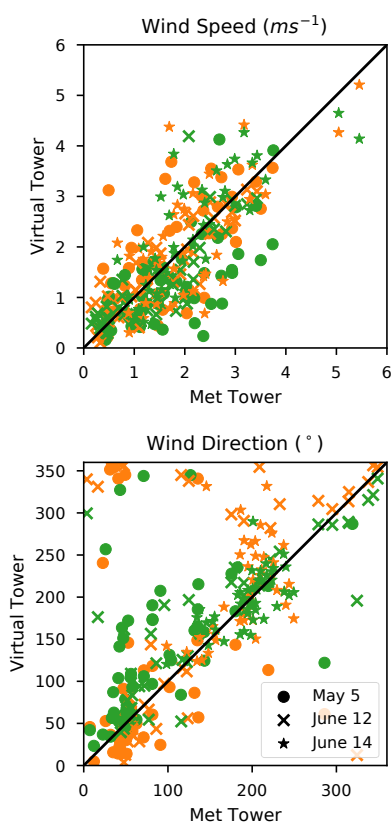 Wind Speed (ms⁻¹)
6
5
4
3
2
1
0
Virtual Tower
0 1 2 3 4 5 6
Met Tower
Wind Direction (°)
350
300
250
200
150
100
50
0
Virtual Tower
May 5
June 12
June 14
0 100 200 300
Met Tower